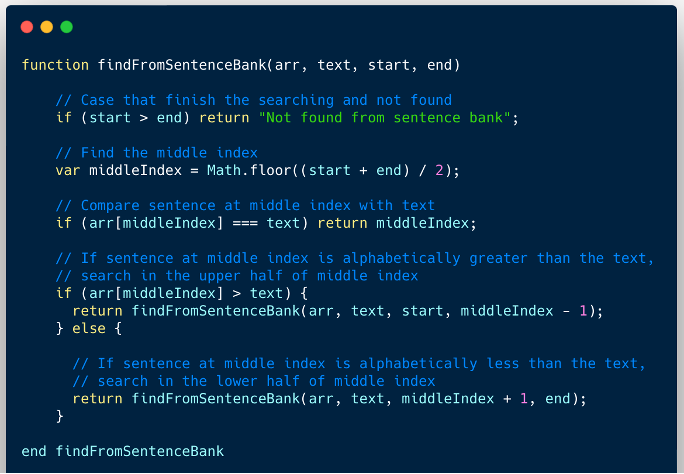 function findFromSentenceBank(arr, text, start, end)
// Case that finish the searching and not found
if (start > end) return "Not found from sentence bank";
// Find the middle index
var middleIndex = Math.floor((start + end) / 2);
// Compare sentence at middle index with text
if (arr[middleIndex] === text) return middleIndex;
// If sentence at middle index is alphabetically greater than the text,
// search in the upper half of middle index
if (arr[middleIndex] > text) {
return findFromSentenceBank(arr, text, start, middleIndex - 1);
} else {
// If sentence at middle index is alphabetically less than the text,
// search in the lower half of middle index
return findFromSentenceBank(arr, text, middleIndex + 1, end);
}
end findFromSentenceBank